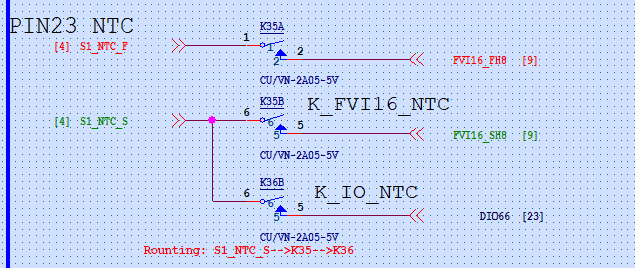 PIN23 NTC
[4] S1_NTC_F
1 K35A
1
2
2
FVI16_FH8 [9]
CU/VN-2A05-5V
K35B
K_FVI16_NTC
[4] S1_NTC_S
6
6
5
5
FVI16_SH8 [9]
CU/VN-2A05-5V
K36B
K_IO_NTC
6
6
5
5
DIO66 [23]
CU/VN-2A05-5V
Rounting: S1_NTC_S-->K35-->K36